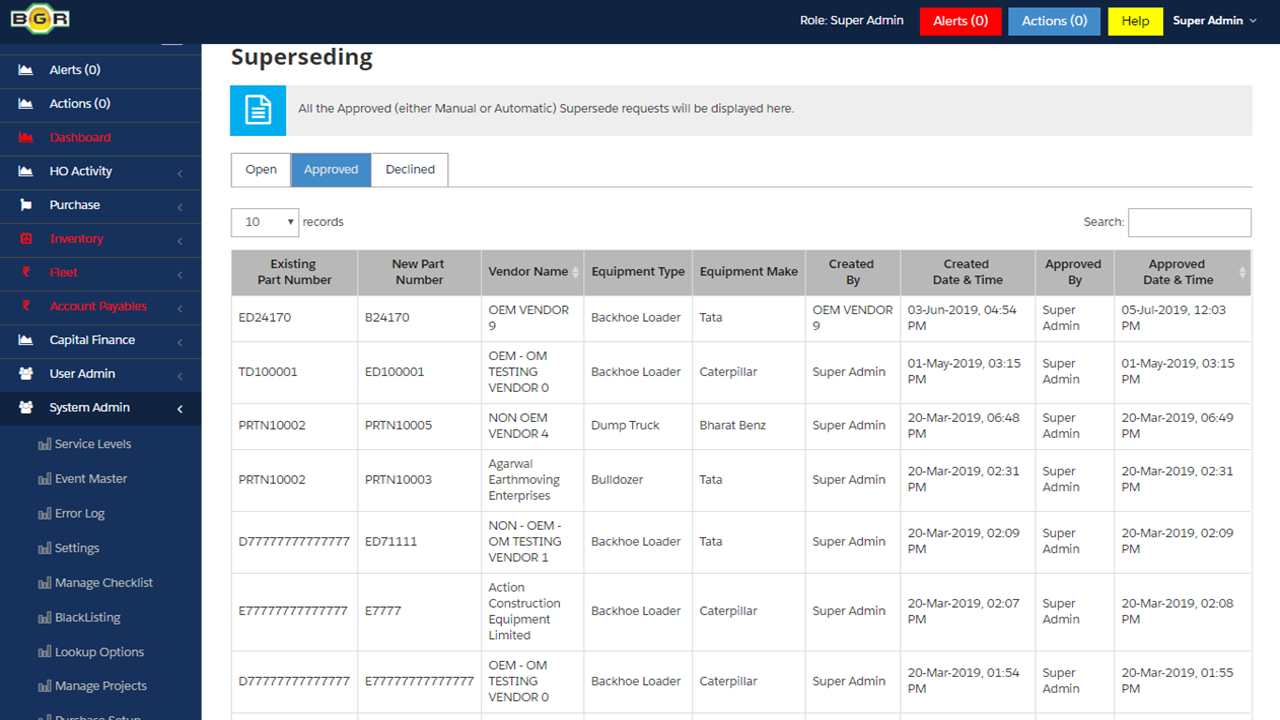 BGR
Role: Super Admin
Alerts (0)
Actions (0)
Help
Super Admin
Alerts (0)
Actions (0)
Dashboard
HO Activity
Purchase
Inventory
Fleet
Account Payables
Capital Finance
User Admin
System Admin
Service Levels
Event Master
Error Log
Settings
Manage Checklist
BlackListing
Lookup Options
Manage Projects
Purchase Setup
Superseding
All the Approved (either Manual or Automatic) Supersede requests will be displayed here.
Open
Approved
Declined
10
records
Search:
Existing
Part Number
New Part
Number
Vendor Name
Equipment Type
Equipment Make
Created
By
Created
Date & Time
Approved
By
Approved
Date & Time
ED24170
B24170
OEM VENDOR
9
Backhoe Loader
Tata
OEM VENDOR
9
03-Jun-2019, 04:54
PM
Super
Admin
05-Jul-2019, 12:03
PM
TD100001
ED100001
OEM - OM
TESTING
VENDOR 0
Backhoe Loader
Caterpillar
Super Admin
01-May-2019, 03:15
PM
Super
Admin
01-May-2019, 03:15
PM
PRTN10002
PRTN10005
NON OEM
VENDOR 4
Dump Truck
Bharat Benz
Super Admin
20-Mar-2019, 06:48
PM
Super
Admin
20-Mar-2019, 06:49
PM
PRTN10002
PRTN10003
Agarwal
Earthmoving
Enterprises
Bulldozer
Tata
Super Admin
20-Mar-2019, 02:31
PM
Super
Admin
20-Mar-2019, 02:31
PM
D77777777777777
ED71111
NON - OEM -
OM TESTING
VENDOR 1
Backhoe Loader
Tata
Super Admin
20-Mar-2019, 02:09
PM
Super
Admin
20-Mar-2019, 02:09
PM
E77777777777777
E7777
Action
Construction
Equipment
Limited
Backhoe Loader
Caterpillar
Super Admin
20-Mar-2019, 02:07
PM
Super
Admin
20-Mar-2019, 02:08
PM
D77777777777777
E77777777777777
OEM - OM
TESTING
VENDOR 0
Backhoe Loader
Caterpillar
Super Admin
20-Mar-2019, 01:54
PM
Super
Admin
20-Mar-2019, 01:55
PM